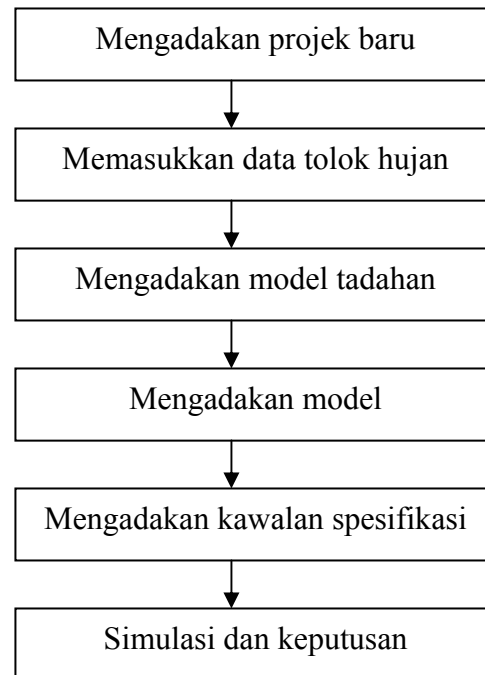 Mengadakan projek baru
Memasukkan data tolok hujan
Mengadakan model tadahan
Mengadakan model
Mengadakan kawalan spesifikasi
Simulasi dan keputusan